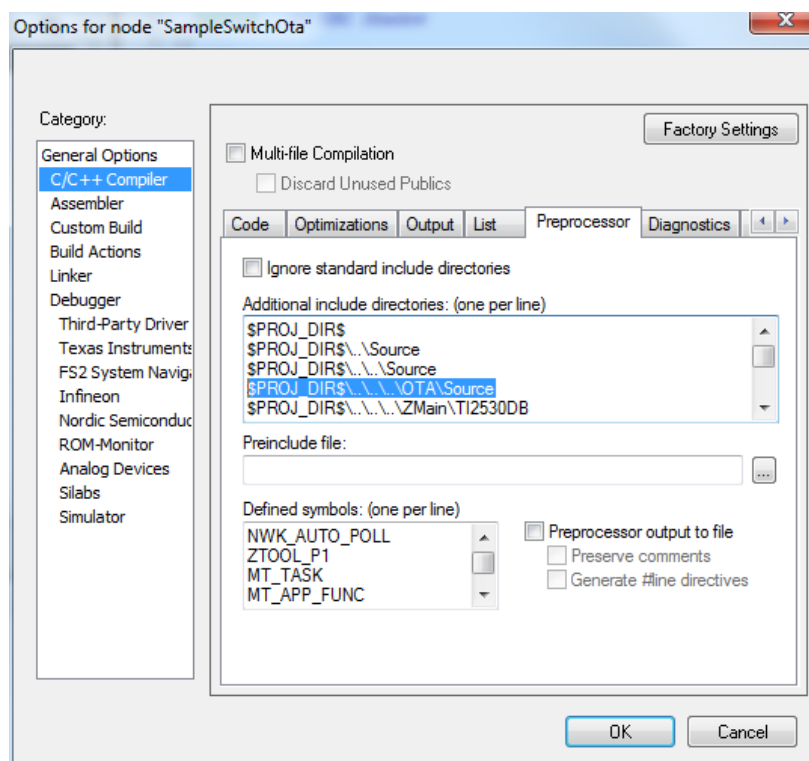 Options for node "SampleSwitchOta"
Category:
General Options
C/C++ Compiler
Assembler
Custom Build
Build Actions
Linker
Debugger
Third-Party Driver
Texas Instruments
FS2 System Navig
Infineon
Nordic Semiconduc
ROM-Monitor
Analog Devices
Silabs
Simulator
Factory Settings
Multi-file Compilation
Discard Unused Publics
Code Optimizations Output List Preprocessor Diagnostics
Ignore standard include directories
Additional include directories: (one per line)
$PROJ_DIR$
$PROJ_DIR$\..\Source
$PROJ_DIR$\..\..\Source
$PROJ_DIR$\..\..\..\OTA\Source
$PROJ_DIR$\..\..\..\ZMain\TI2530DB
Preinclude file:
...
Defined symbols: (one per line)
NWK_AUTO_POLL
ZTOOL_P1
MT_TASK
MT_APP_FUNC
Preprocessor output to file
Preserve comments
Generate #line directives
OK
Cancel